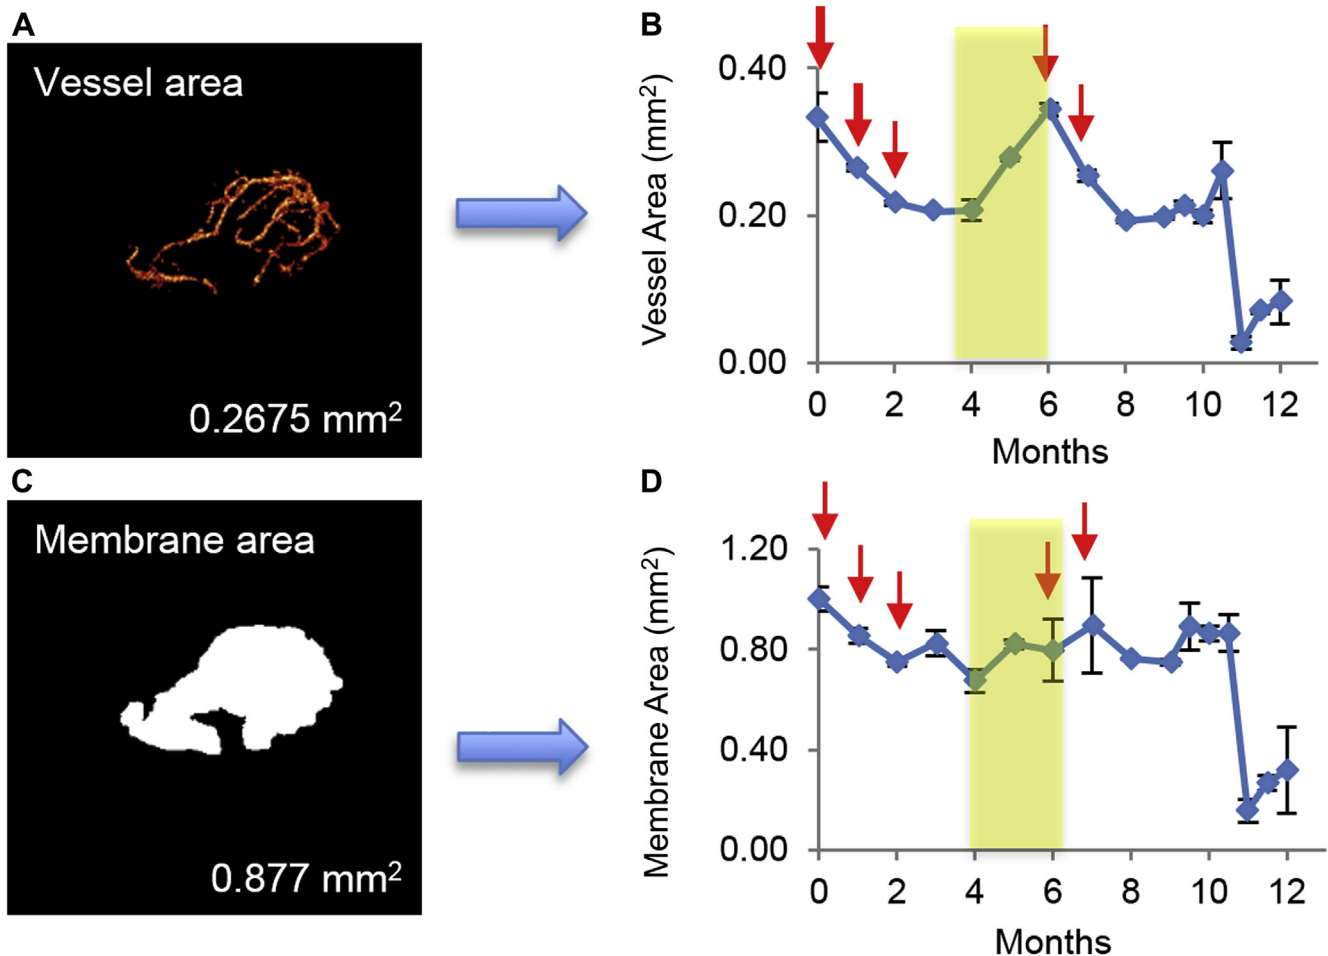 A
Vessel area
0.2675 mm²
B
Vessel Area (mm²)
0.40
0.20
0.00
0 2 4 6 8 10 12
Months
C
Membrane area
0.877 mm²
D
Membrane Area (mm²)
1.20
0.80
0.40
0.00
0 2 4 6 8 10 12
Months